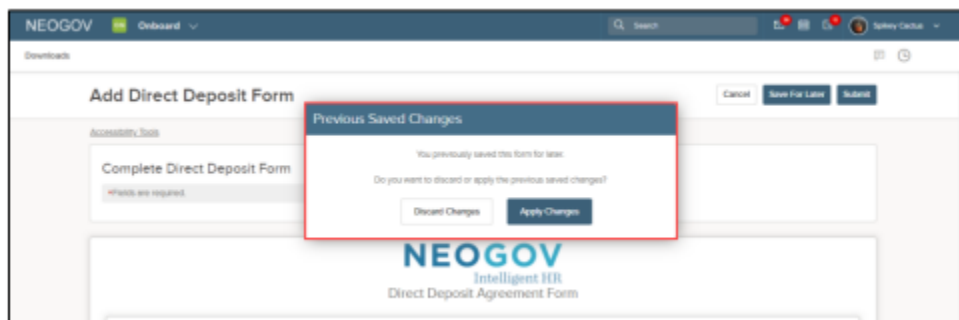 NEOGOV Onboard Search Spikey Cactus
Downloads
Add Direct Deposit Form Cancel Save For Later Submit
Accessibility Tools
Previous Saved Changes
You previously saved this form for later.
Do you want to discard or apply the previous saved changes?
Discard Changes Apply Changes
Complete Direct Deposit Form
*Fields are required.
NEOGOV
Intelligent HR
Direct Deposit Agreement Form